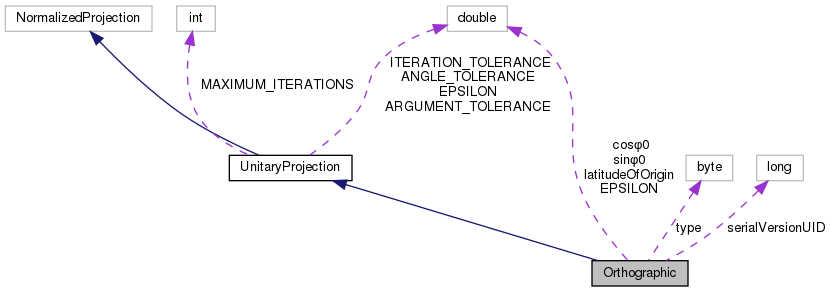 NormalizedProjection
int
double
ITERATION_TOLERANCE
ANGLE_TOLERANCE
EPSILON
ARGUMENT_TOLERANCE
MAXIMUM_ITERATIONS
cosφ0
sinφ0
latitudeOfOrigin
EPSILON
UnitaryProjection
byte
long
type
serialVersionUID
Orthographic